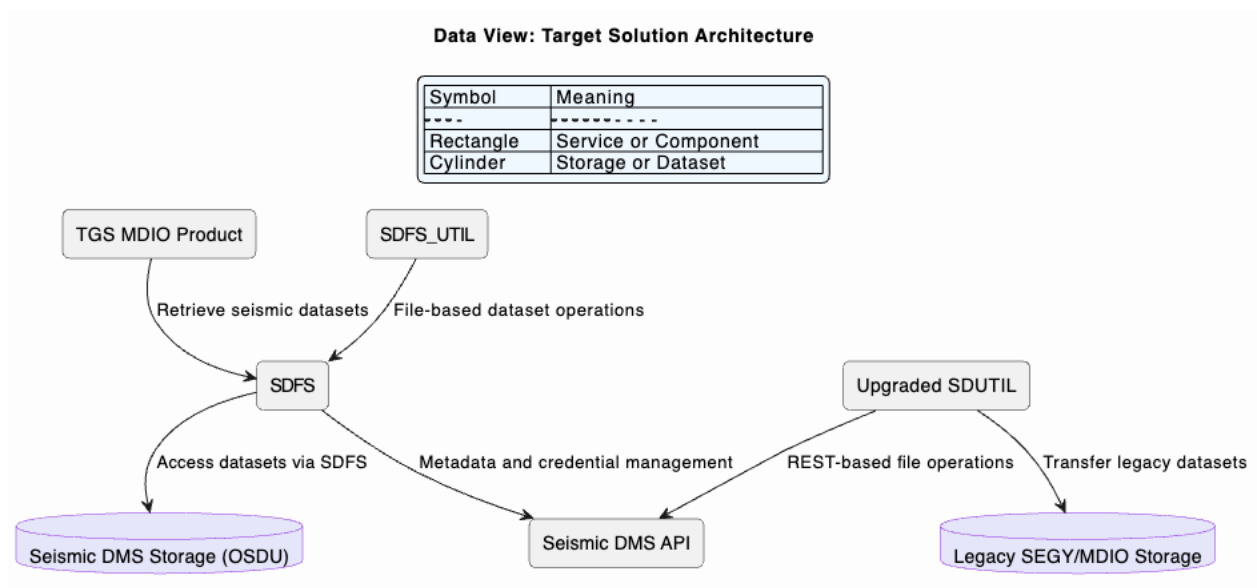 Data View: Target Solution Architecture
Symbol Meaning
---- ----------
Rectangle Service or Component
Cylinder Storage or Dataset
TGS MDIO Product
SDFS_UTIL
Retrieve seismic datasets
File-based dataset operations
SDFS
Upgraded SDUTIL
Access datasets via SDFS
Metadata and credential management
REST-based file operations
Transfer legacy datasets
Seismic DMS Storage (OSDU)
Seismic DMS API
Legacy SEGY/MDIO Storage